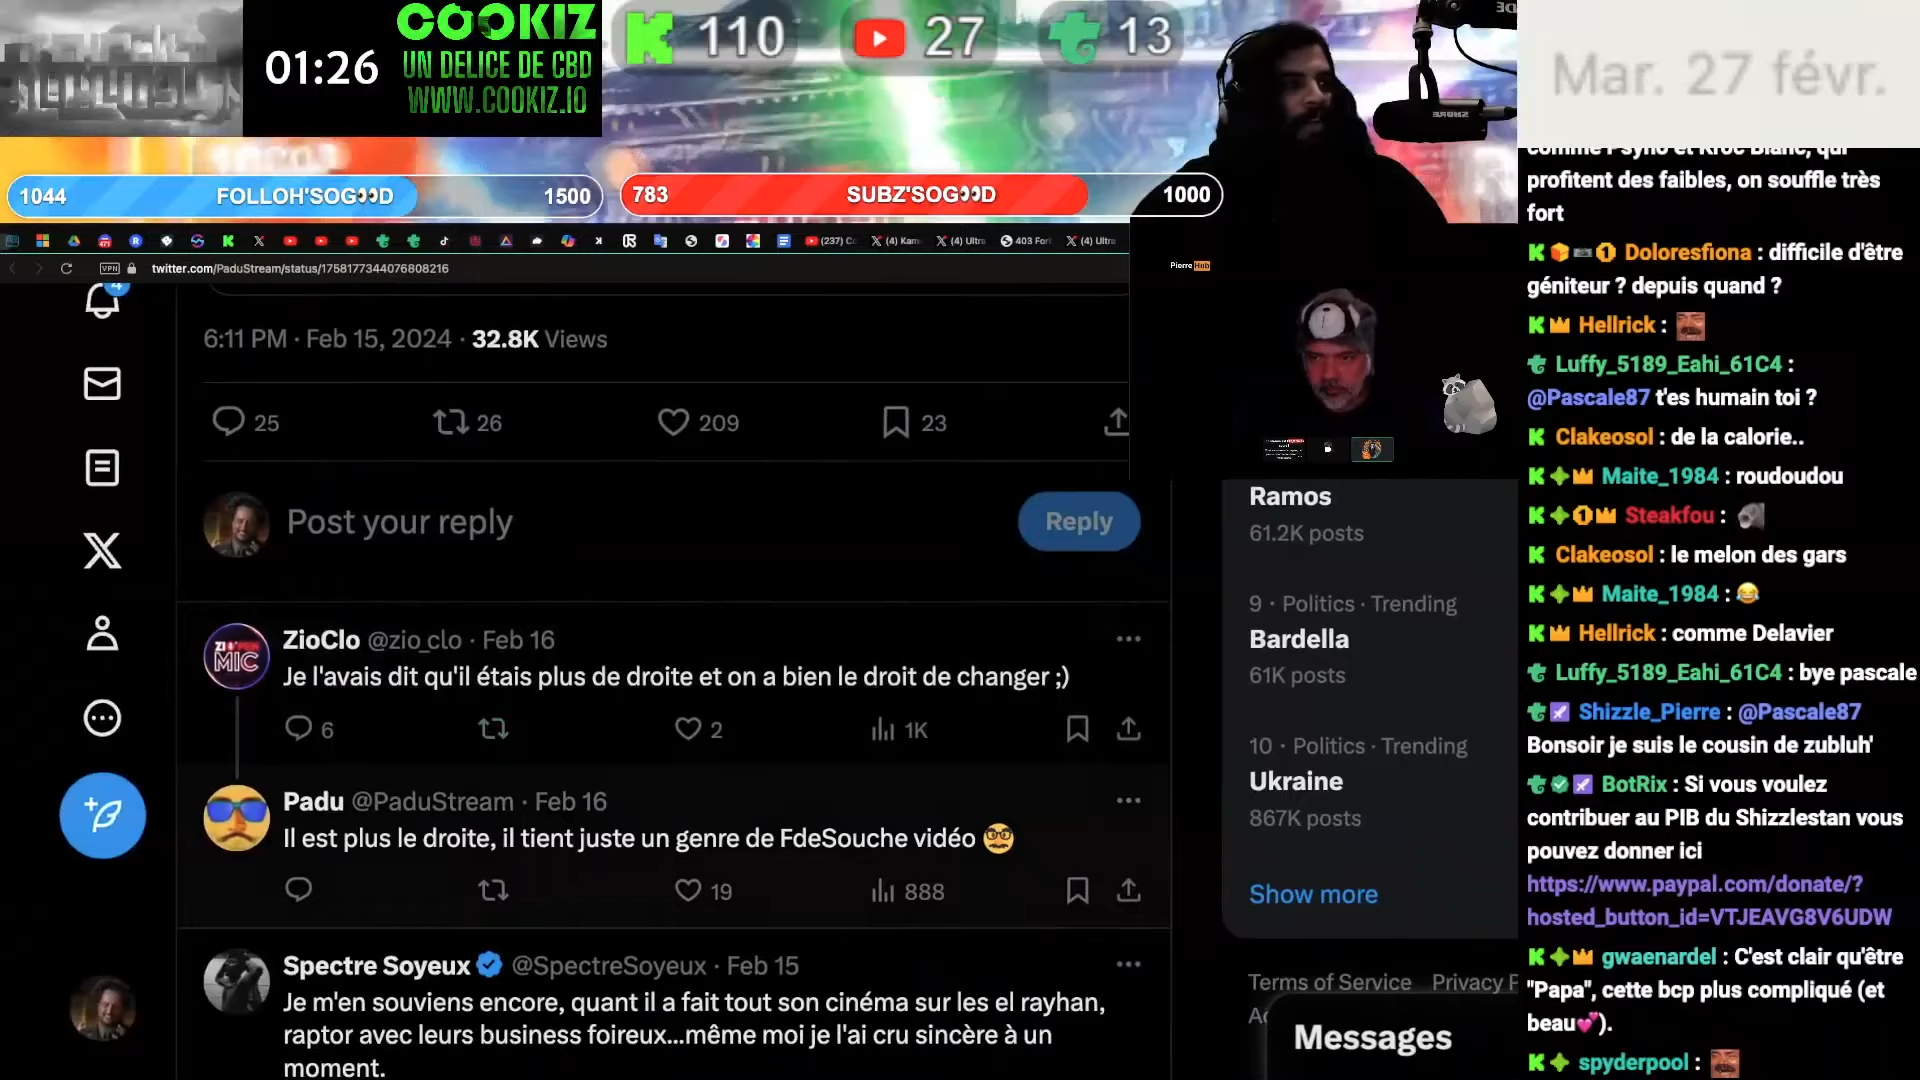 01:26
COOKIZ
UN DELICE DE CBD
WWW.COOKIZ.IO
110
27
13
Mar. 27 févr.
1044
FOLLOH'SOG👀D
1500
783
SUBZ'SOG👀D
1000
twitter.com/PaduStream/status/1758177344076808216
VPN
Pierre Hub
SHURE
4
6:11 PM · Feb 15, 2024 · 32.8K Views
25
26
209
23
Post your reply
Reply
ZioClo @zio_clo · Feb 16
Je l'avais dit qu'il étais plus de droite et on a bien le droit de changer ;)
6
2
1K
Padu @PaduStream · Feb 16
Il est plus le droite, il tient juste un genre de FdeSouche vidéo 🥸
19
888
Spectre Soyeux @SpectreSoyeux · Feb 15
Je m'en souviens encore, quant il a fait tout son cinéma sur les el rayhan,
raptor avec leurs business foireux...même moi je l'ai cru sincère à un
moment.
Ramos
61.2K posts
9 · Politics · Trending
Bardella
61K posts
10 · Politics · Trending
Ukraine
867K posts
Show more
Terms of Service Privacy P
Messages
comme Psyho et Kroc Blanc, qui
profitent des faibles, on souffle très
fort
Doloresfiona : difficile d'être
géniteur ? depuis quand ?
Hellrick :
Luffy_5189_Eahi_61C4 :
@Pascale87 t'es humain toi ?
Clakeosol : de la calorie..
Maite_1984 : roudoudou
Steakfou :
Clakeosol : le melon des gars
Maite_1984 : 😂
Hellrick : comme Delavier
Luffy_5189_Eahi_61C4 : bye pascale
Shizzle_Pierre : @Pascale87
Bonsoir je suis le cousin de zubluh'
BotRix : Si vous voulez
contribuer au PIB du Shizzlestan vous
pouvez donner ici
https://www.paypal.com/donate/?
hosted_button_id=VTJEAVG8V6UDW
gwaenardel : C'est clair qu'être
"Papa", cette bcp plus compliqué (et
beau💕).
spyderpool :